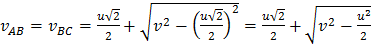 v_{AB} = v_{BC} = \frac{u\sqrt{2}}{2} + \sqrt{v^2 - \left(\frac{u\sqrt{2}}{2}\right)^2} = \frac{u\sqrt{2}}{2} + \sqrt{v^2 - \frac{u^2}{2}}